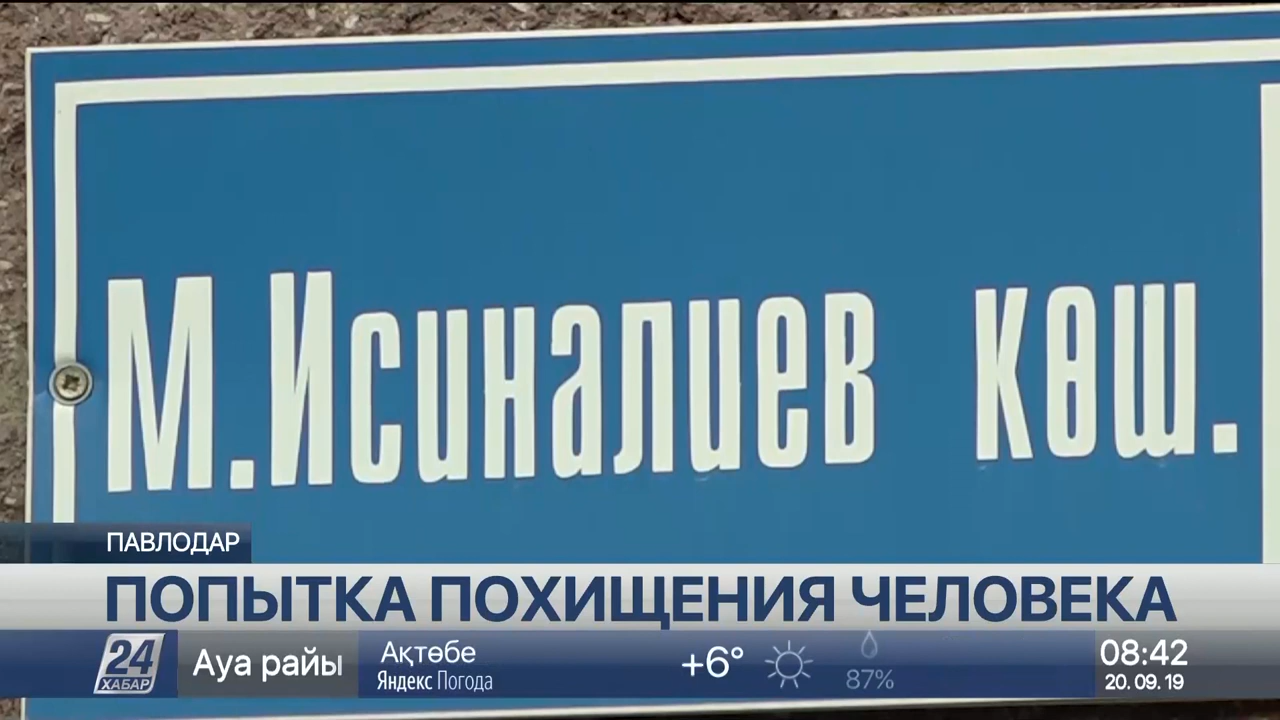 М.Исиналиев көш.
ПАВЛОДАР
ПОПЫТКА ПОХИЩЕНИЯ ЧЕЛОВЕКА
24 ХАБАР
Ауа райы
Ақтөбе
Яндекс Погода
+6°
87%
08:42
20.09.19